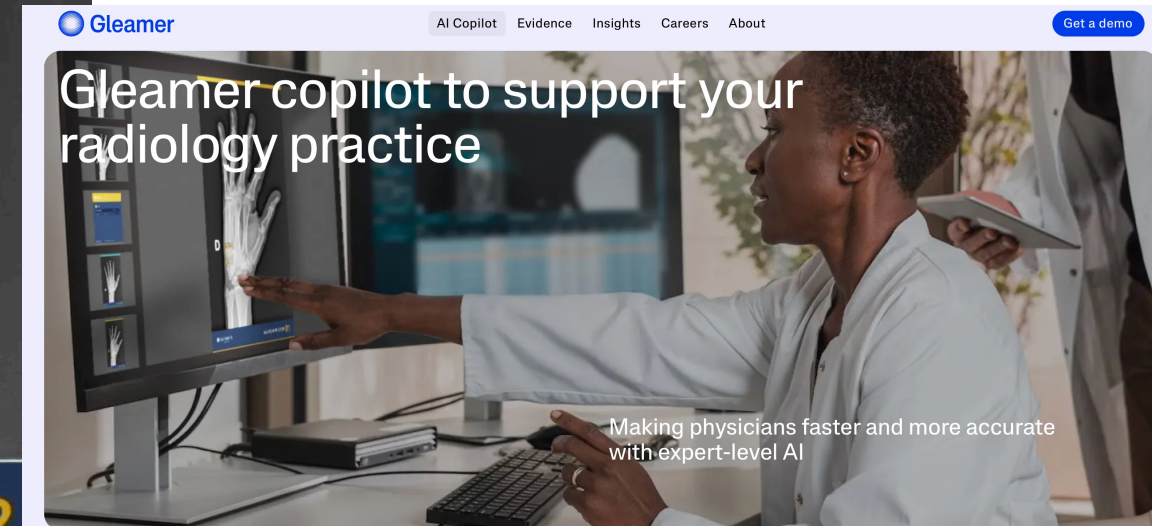 Gleamer
AI Copilot
Evidence
Insights
Careers
About
Get a demo
Gleamer copilot to support your
radiology practice
D
Making physicians faster and more accurate
with expert-level AI